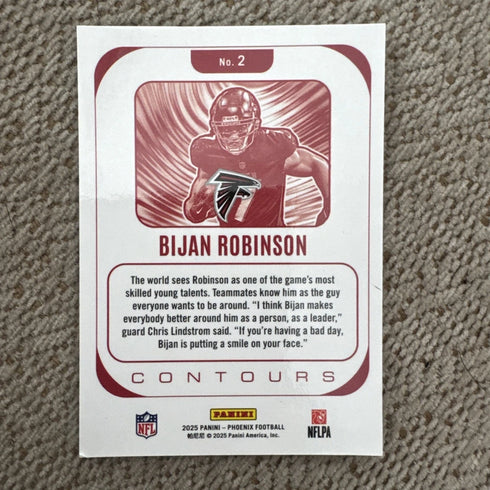 No. 2
BIJAN ROBINSON
The world sees Robinson as one of the game's most
skilled young talents. Teammates know him as the guy
everyone wants to be around. "I think Bijan makes
everybody better around him as a person, as a leader,"
guard Chris Lindstrom said. "If you're having a bad day,
Bijan is putting a smile on your face."
CONTOURS
NFL
PANINI
2025 PANINI – PHOENIX FOOTBALL
帕尼尼 © 2025 Panini America, Inc.
NFLPA